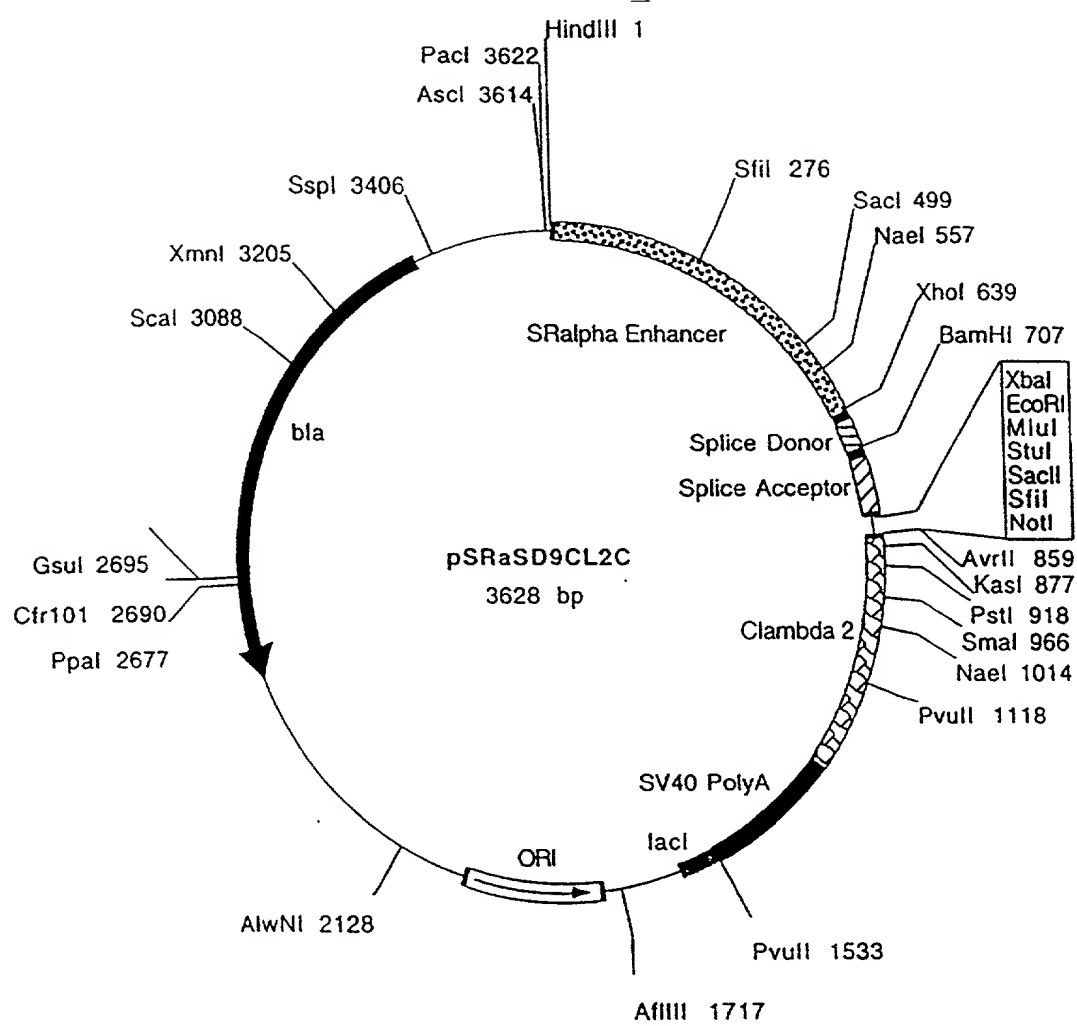 HindIII 1
PacI 3622
AscI 3614
SspI 3406
SfiI 276
SacI 499
NaeI 557
XmnI 3205
XhoI 639
ScaI 3088
BamHI 707
SRalpha Enhancer
XbaI
EcoRI
MluI
StuI
SacII
SfiI
NotI
bla
Splice Donor
Splice Acceptor
pSRaSD9CL2C
3628 bp
GsuI 2695
AvrII 859
KasI 877
Cfr101 2690
PstI 918
Clambda 2
SmaI 966
PpaI 2677
NaeI 1014
PvuII 1118
SV40 PolyA
lacI
ORI
AlwNI 2128
PvuII 1533
AflIII 1717